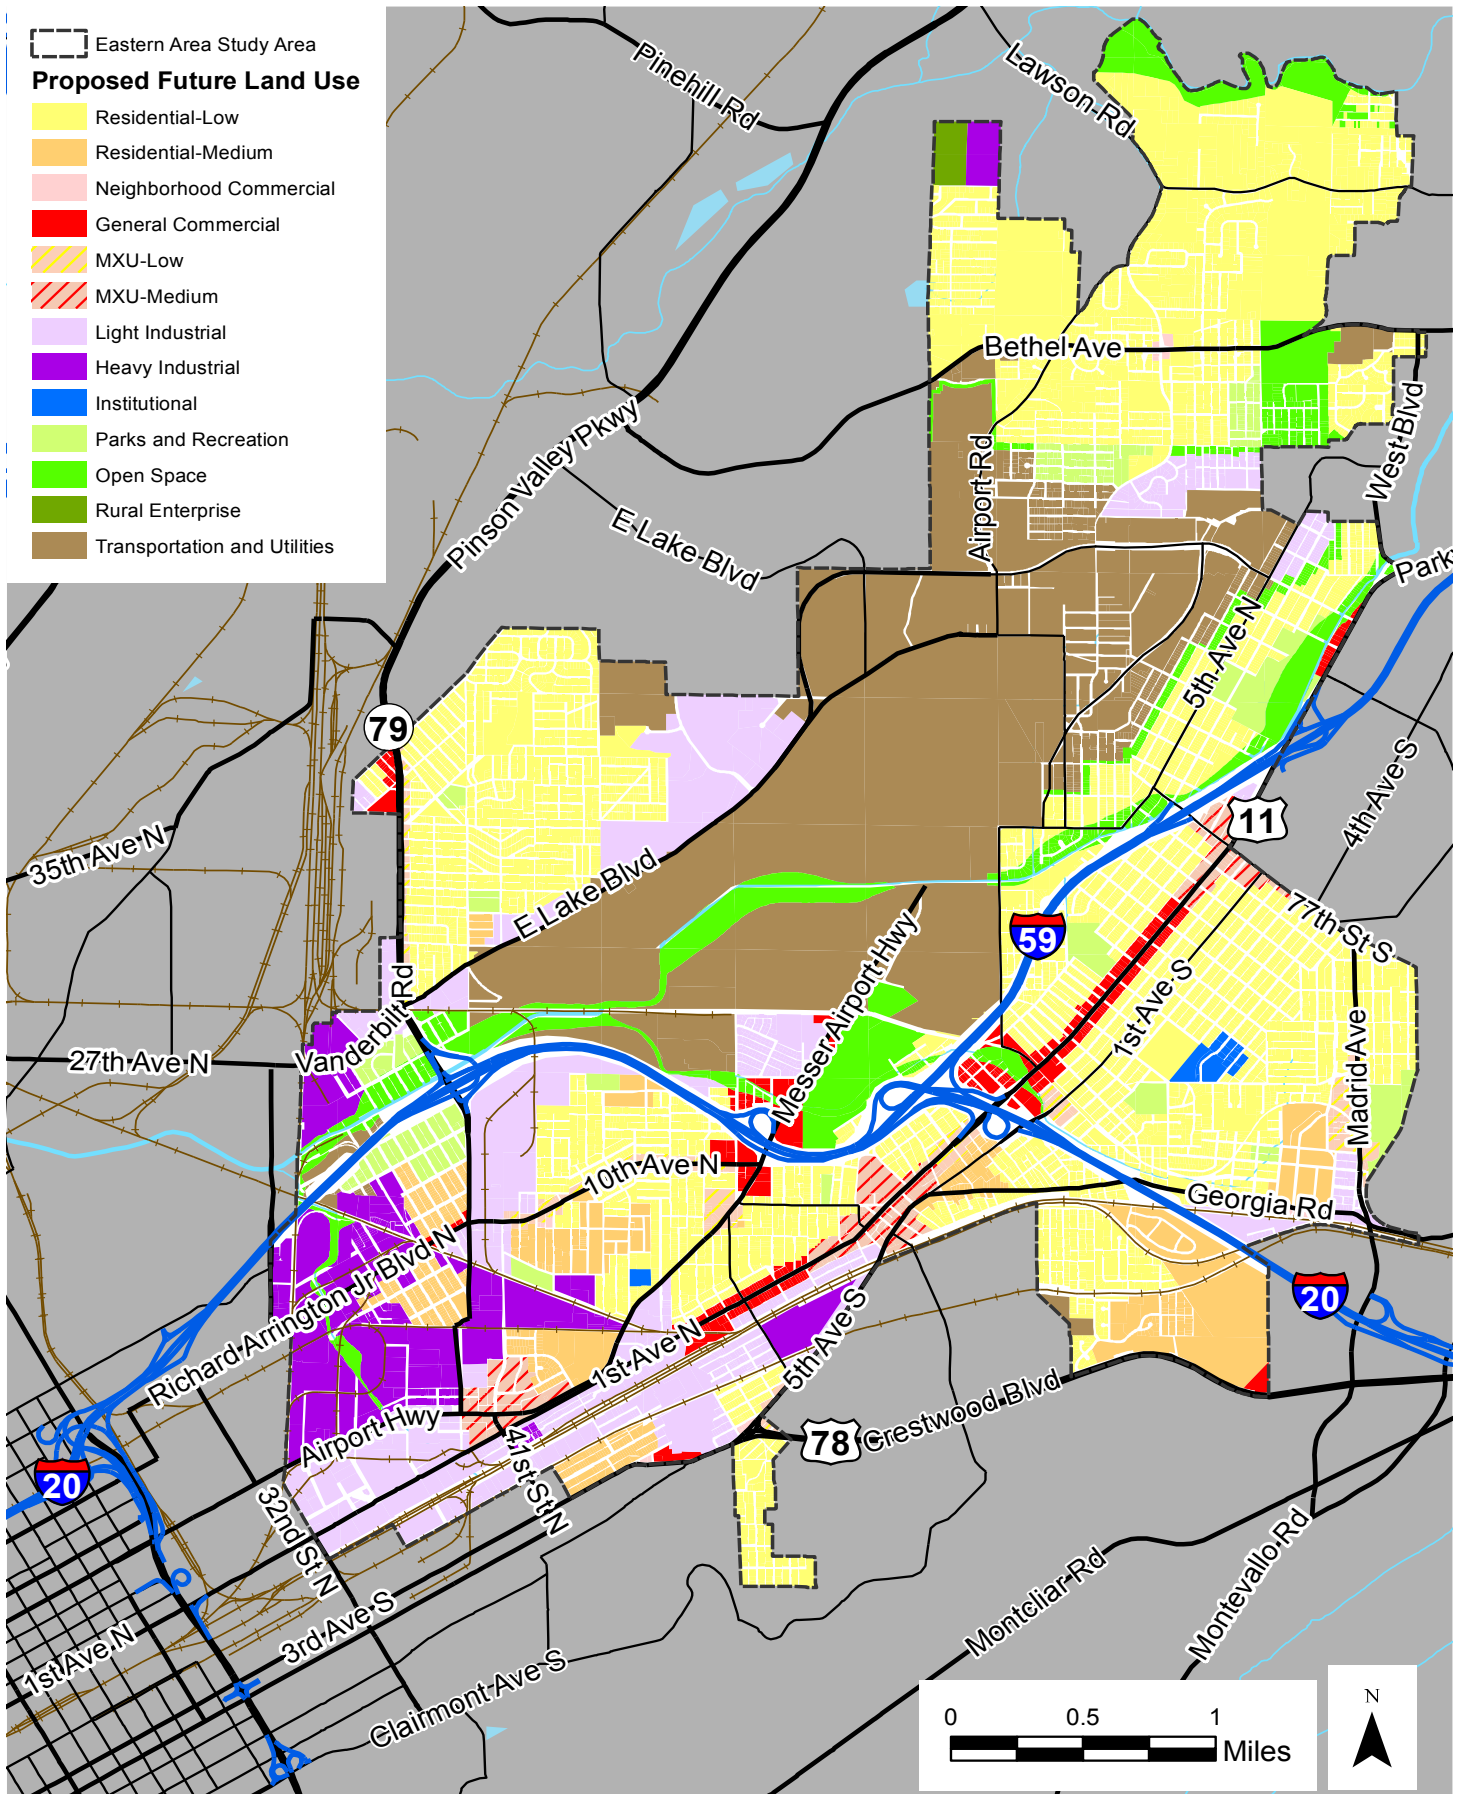 Eastern Area Study Area
Proposed Future Land Use
Residential-Low
Residential-Medium
Neighborhood Commercial
General Commercial
MXU-Low
MXU-Medium
Light Industrial
Heavy Industrial
Institutional
Parks and Recreation
Open Space
Rural Enterprise
Transportation and Utilities
Pinehill Rd
Lawson Rd
Bethel Ave
West Blvd
Pinson Valley Pkwy
Airport Rd
E Lake Blvd
Park
5th Ave N
79
4th Ave S
11
35th Ave N
E Lake Blvd
77th St S
59
Messer Airport Hwy
1st Ave S
Vanderbilt Rd
27th Ave N
Madrid Ave
10th Ave N
Georgia Rd
Richard Arrington Jr Blvd N
20
1st Ave N
5th Ave S
Crestwood Blvd
Airport Hwy
78
41st St N
20
32nd St N
Montevallo Rd
Montcliar Rd
3rd Ave S
1st Ave N
Clairmont Ave S
0 0.5 1
Miles
N